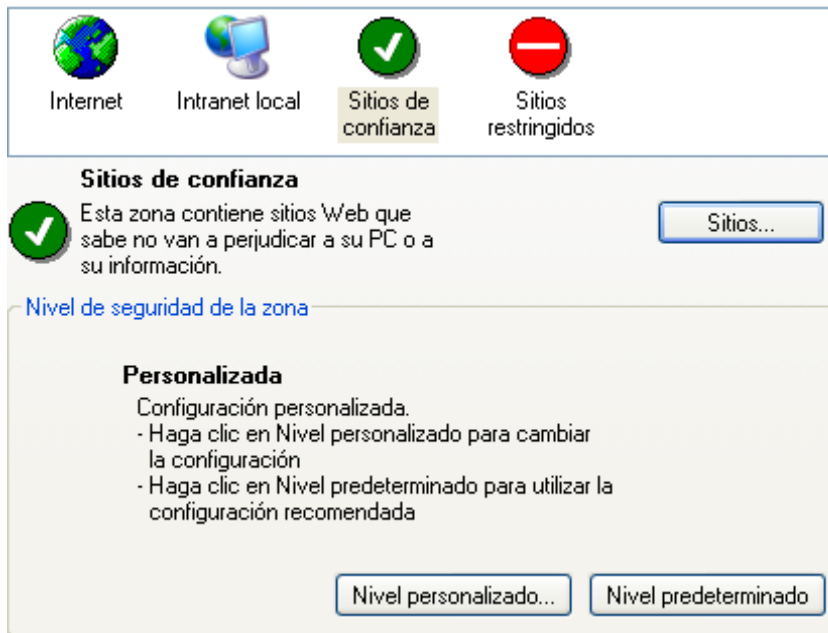 Internet
Intranet local
Sitios de
confianza
Sitios
restringidos
Sitios de confianza
Esta zona contiene sitios Web que
sabe no van a perjudicar a su PC o a
su información.
Sitios...
Nivel de seguridad de la zona
Personalizada
Configuración personalizada.
- Haga clic en Nivel personalizado para cambiar
la configuración
- Haga clic en Nivel predeterminado para utilizar la
configuración recomendada
Nivel personalizado...
Nivel predeterminado